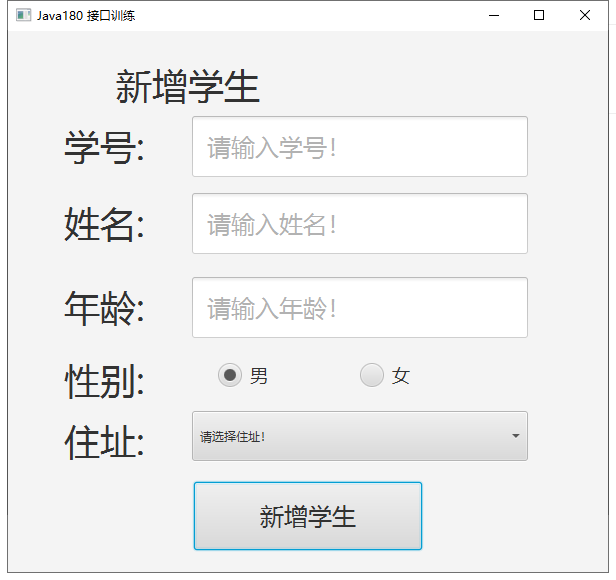 Java180 接口训练
新增学生
学号:
请输入学号!
姓名:
请输入姓名!
年龄:
请输入年龄!
性别:
男 女
住址:
请选择住址!
新增学生